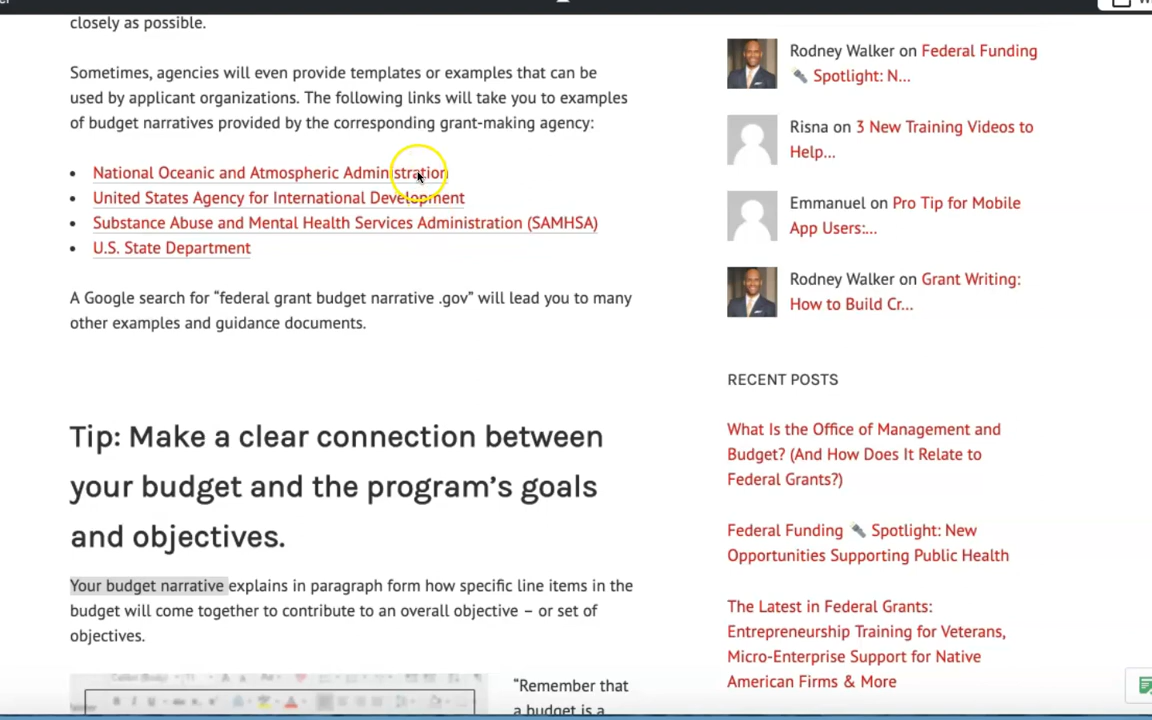 closely as possible.
Sometimes, agencies will even provide templates or examples that can be
used by applicant organizations. The following links will take you to examples
of budget narratives provided by the corresponding grant-making agency:
• National Oceanic and Atmospheric Administration
• United States Agency for International Development
• Substance Abuse and Mental Health Services Administration (SAMHSA)
• U.S. State Department
A Google search for “federal grant budget narrative .gov” will lead you to many
other examples and guidance documents.
Tip: Make a clear connection between
your budget and the program’s goals
and objectives.
Your budget narrative explains in paragraph form how specific line items in the
budget will come together to contribute to an overall objective – or set of
objectives.
“Remember that
a budget is a
Rodney Walker on Federal Funding
Spotlight: N...
Risna on 3 New Training Videos to
Help...
Emmanuel on Pro Tip for Mobile
App Users:...
Rodney Walker on Grant Writing:
How to Build Cr...
RECENT POSTS
What Is the Office of Management and
Budget? (And How Does It Relate to
Federal Grants?)
Federal Funding Spotlight: New
Opportunities Supporting Public Health
The Latest in Federal Grants:
Entrepreneurship Training for Veterans,
Micro-Enterprise Support for Native
American Firms & More